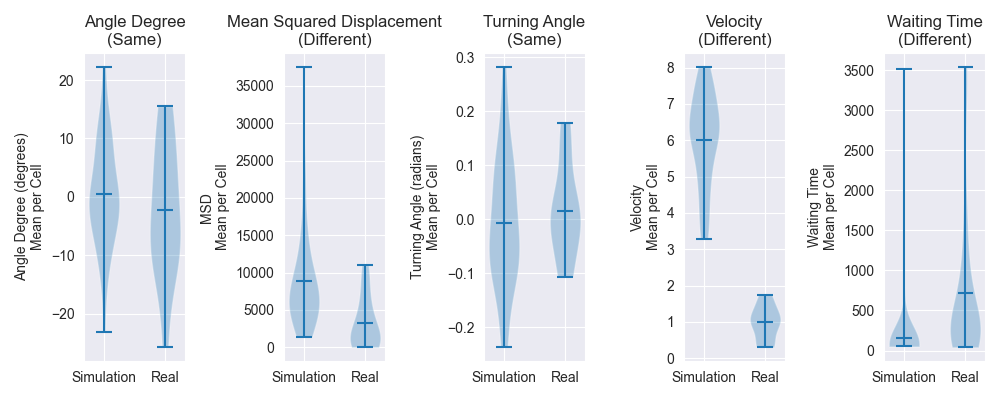 Angle Degree
(Same)
Angle Degree (degrees)
Mean per Cell
20
10
0
−10
−20
Simulation
Real
Mean Squared Displacement
(Different)
MSD
Mean per Cell
35000
30000
25000
20000
15000
10000
5000
0
Simulation
Real
Turning Angle
(Same)
Turning Angle (radians)
Mean per Cell
0.3
0.2
0.1
0.0
−0.1
−0.2
Simulation
Real
Velocity
(Different)
Velocity
Mean per Cell
8
7
6
5
4
3
2
1
0
Simulation
Real
Waiting Time
(Different)
Waiting Time
Mean per Cell
3500
3000
2500
2000
1500
1000
500
0
Simulation
Real